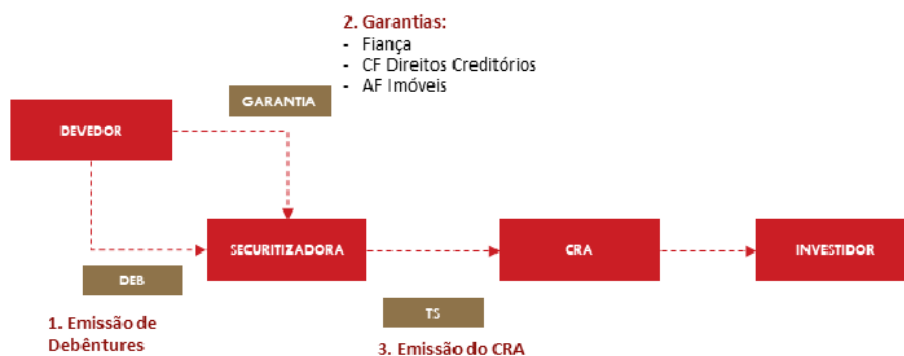 2. Garantias:
- Fiança
- CF Direitos Creditórios
- AF Imóveis
GARANTIA
DEVEDOR
SECURITIZADORA
CRA
INVESTIDOR
DEB
TS
1. Emissão de
Debêntures
3. Emissão do CRA